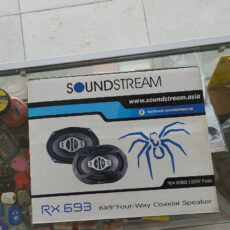 SOUNDSTREAM
www.soundstream.asia
RX.693 6X9" Four-Way Coaxial Speaker